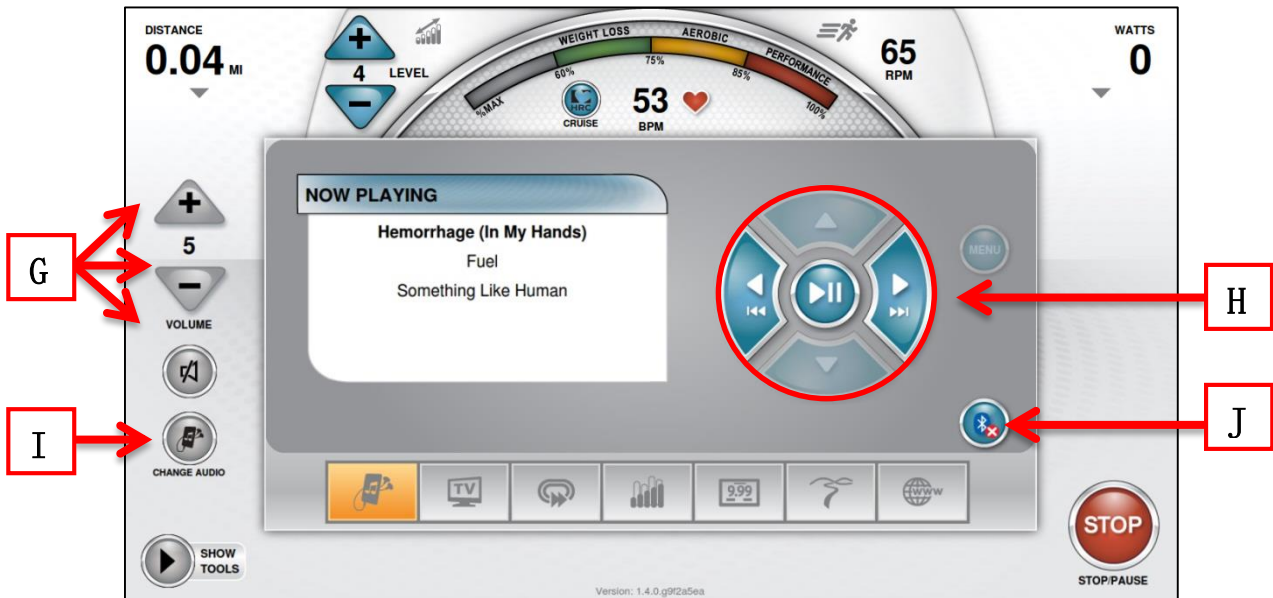 DISTANCE
0.04 MI
4 LEVEL
WEIGHT LOSS
AEROBIC
PERFORMANCE
%MAX
60%
75%
85%
100%
HRC
CRUISE
53
BPM
65
RPM
WATTS
0
G
5
VOLUME
I
CHANGE AUDIO
NOW PLAYING
Hemorrhage (In My Hands)
Fuel
Something Like Human
MENU
H
J
TV
9.99
www
SHOW
TOOLS
STOP
STOP/PAUSE
Version: 1.4.0.g9f2a5ea